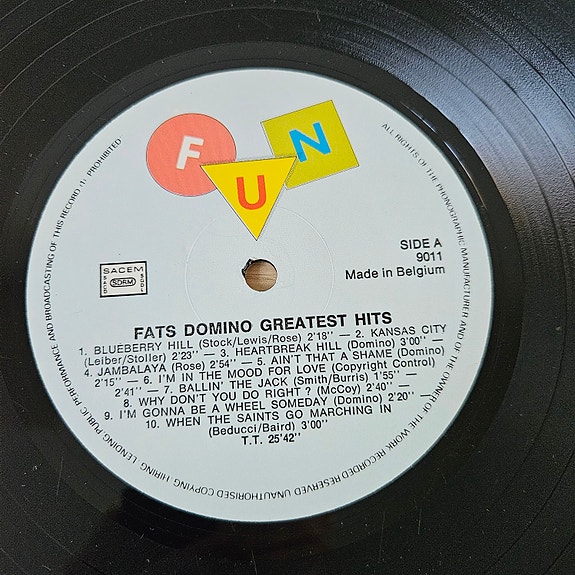 FUN
SIDE A
9011
Made in Belgium
SACEM
SDRM
FATS DOMINO GREATEST HITS
1. BLUEBERRY HILL (Stock/Lewis/Rose) 2'18'' — 2. KANSAS CITY
(Leiber/Stoller) 2'23'' — 3. HEARTBREAK HILL (Domino) 3'00'' —
4. JAMBALAYA (Rose) 2'54'' — 5. AIN'T THAT A SHAME (Domino)
2'15'' — 6. I'M IN THE MOOD FOR LOVE (Copyright Control)
2'41'' — 7. BALLIN' THE JACK (Smith/Burris) 1'55'' —
8. WHY DON'T YOU DO RIGHT ? (McCoy) 2'40'' —
9. I'M GONNA BE A WHEEL SOMEDAY (Domino) 2'20'' —
10. WHEN THE SAINTS GO MARCHING IN
(Beducci/Baird) 3'00''
T.T. 25'42''
ALL RIGHTS OF THE PHONOGRAPHIC MANUFACTURER AND OF THE OWNER OF THE WORK RECORDED RESERVED UNAUTHORISED COPYING HIRING, LENDING PUBLIC PERFORMANCE AND BROADCASTING OF THIS RECORD PROHIBITED